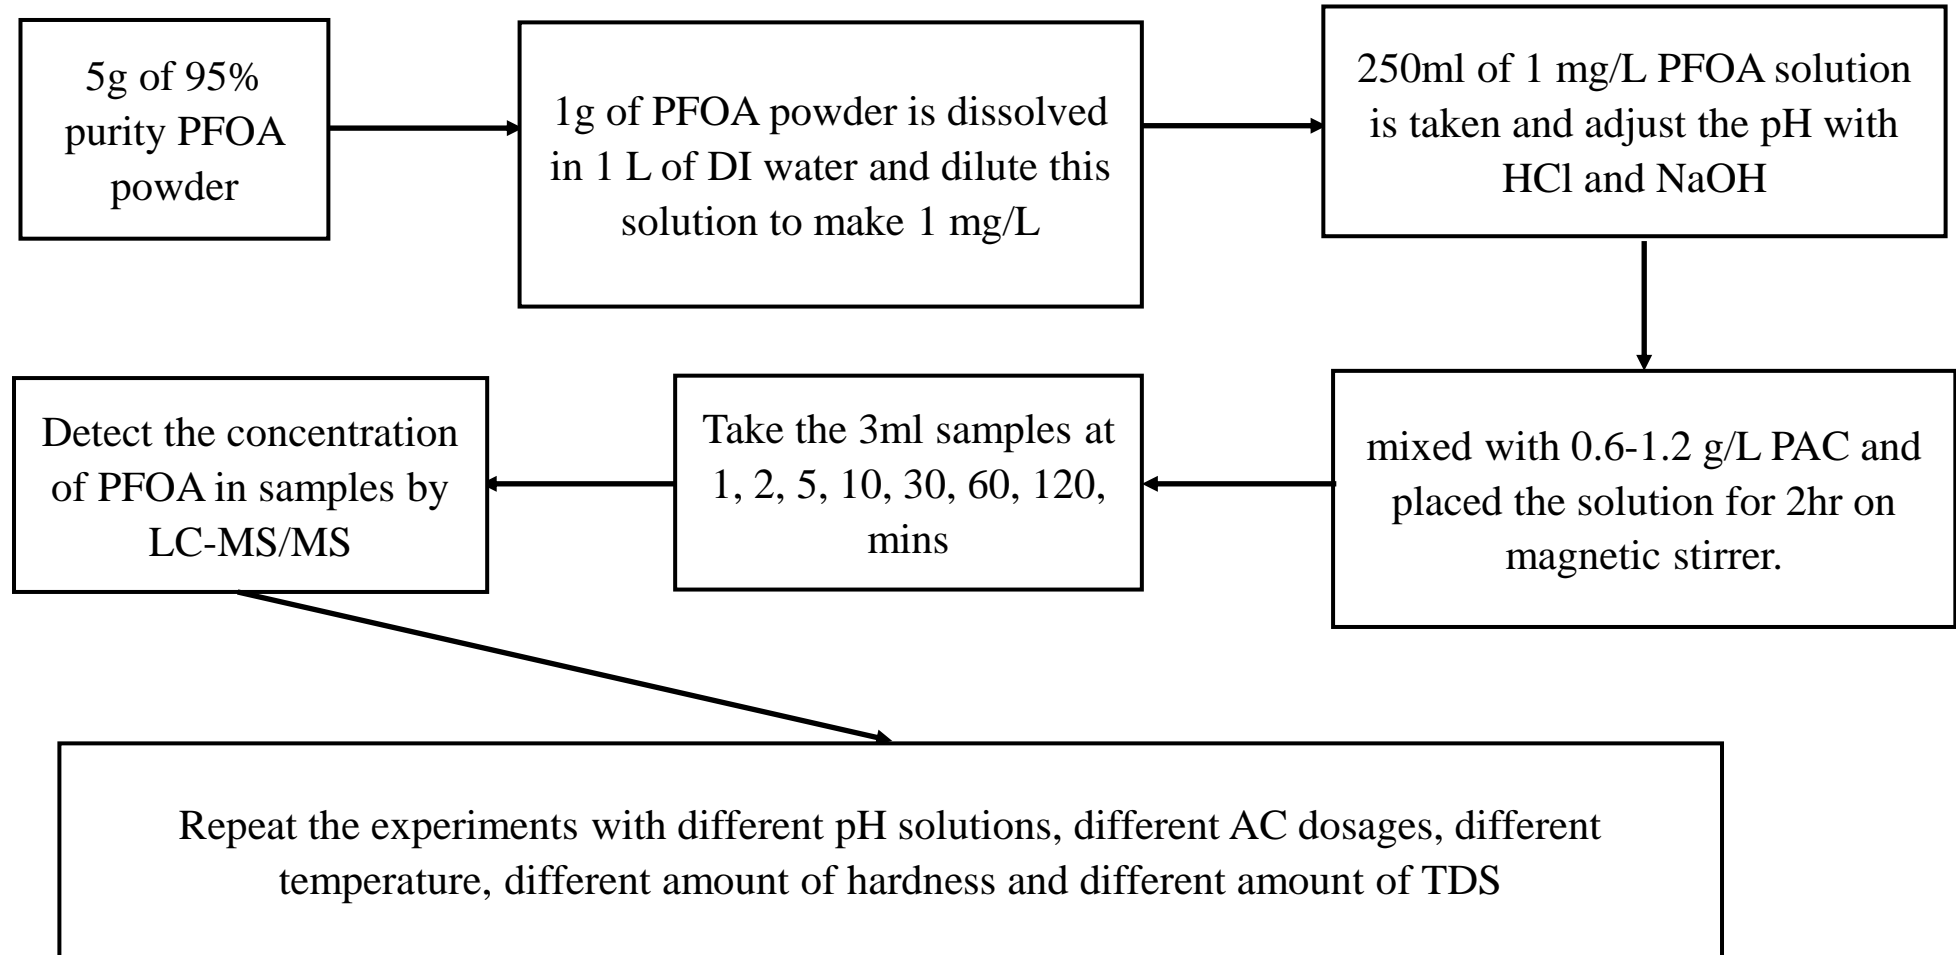 5g of 95%
purity PFOA
powder
1g of PFOA powder is dissolved
in 1 L of DI water and dilute this
solution to make 1 mg/L
250ml of 1 mg/L PFOA solution
is taken and adjust the pH with
HCl and NaOH
mixed with 0.6-1.2 g/L PAC and
placed the solution for 2hr on
magnetic stirrer.
Take the 3ml samples at
1, 2, 5, 10, 30, 60, 120,
mins
Detect the concentration
of PFOA in samples by
LC-MS/MS
Repeat the experiments with different pH solutions, different AC dosages, different
temperature, different amount of hardness and different amount of TDS